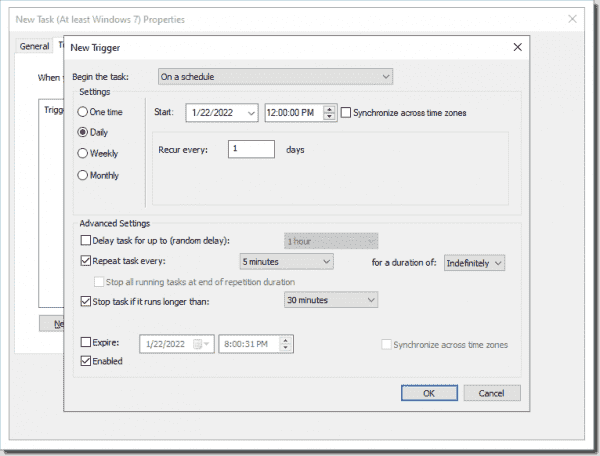 New Task (At least Windows 7) Properties
General
New Trigger
When
Begin the task: On a schedule
Settings
Trigge
One time
Start: 1/22/2022 12:00:00 PM Synchronize across time zones
Daily
Recur every: 1 days
Weekly
Monthly
Advanced Settings
Delay task for up to (random delay): 1 hour
Repeat task every: 5 minutes for a duration of: Indefinitely
Stop all running tasks at end of repetition duration
Stop task if it runs longer than: 30 minutes
Ne
Expire: 1/22/2022 8:00:31 PM Synchronize across time zones
Enabled
OK Cancel